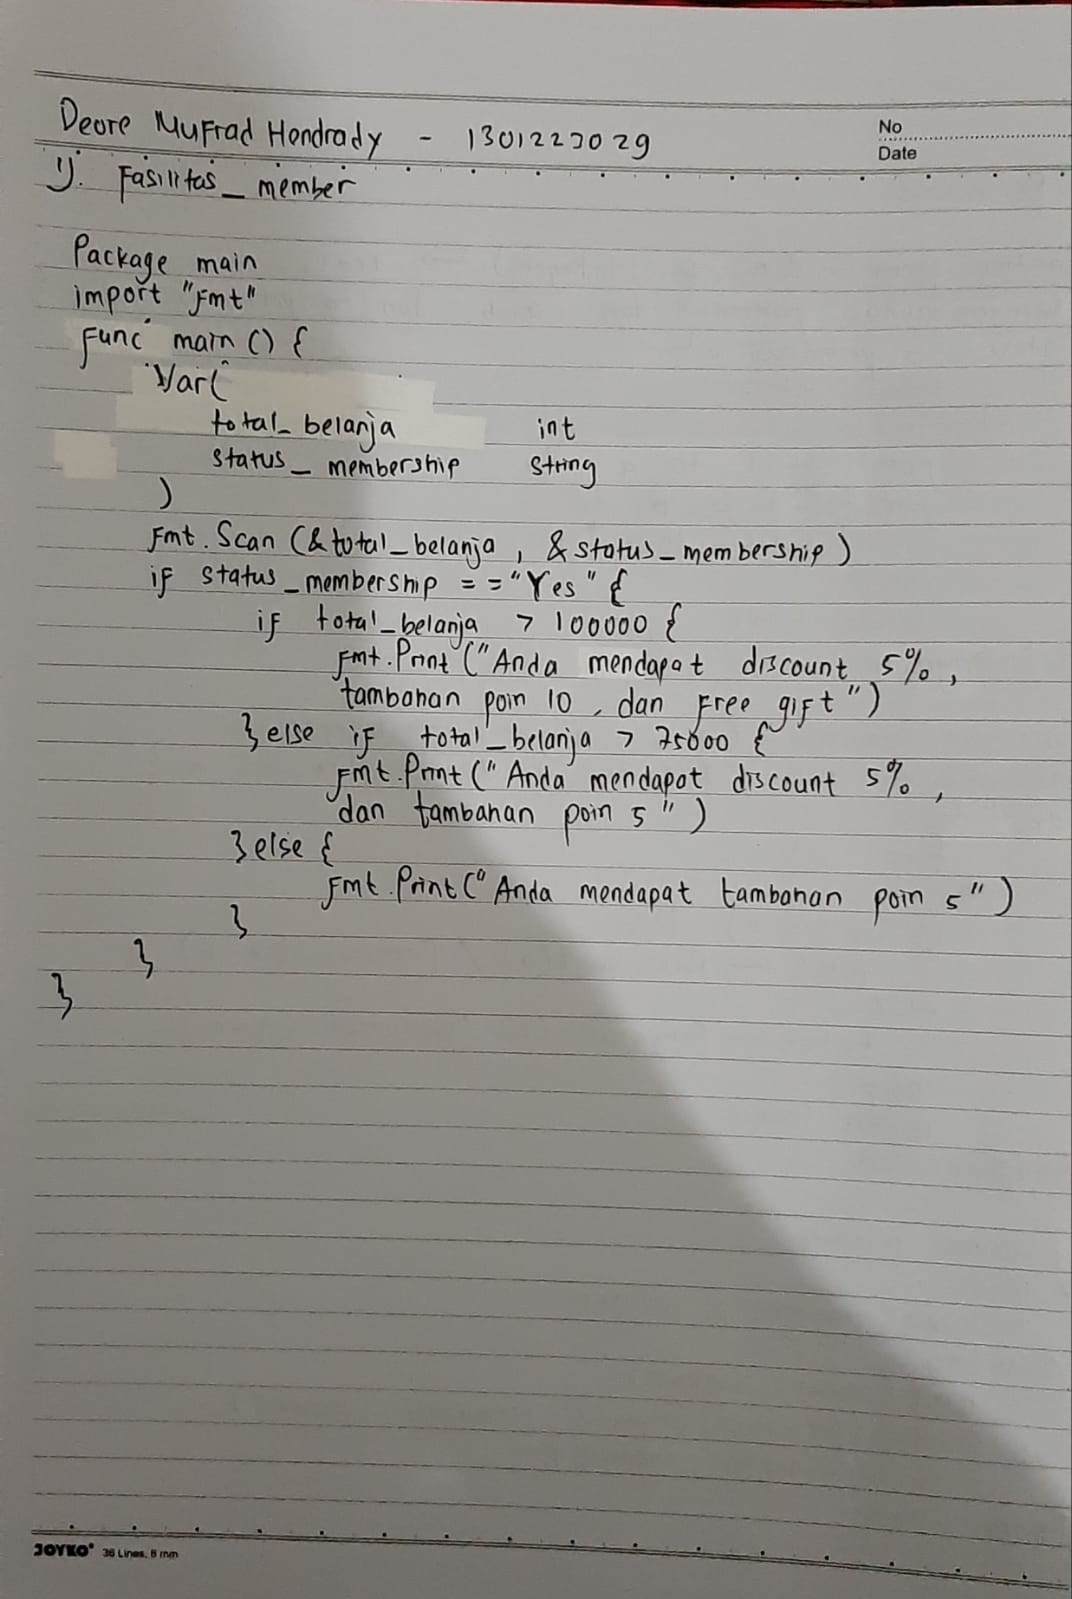 Deore Mufrad Hendrady - 1301223029
No
Date
1). Fasilitas_member
Package main
import "fmt"
func main () {
Var(
total_belanja int
status_membership string
)
fmt.Scan (&total_belanja, &status_membership)
if status_membership == "Yes" {
if total_belanja > 100000 {
fmt.Print ("Anda mendapat discount 5%,
tambahan poin 10, dan Free gift")
} else if total_belanja > 75000 {
fmt.Print (" Anda mendapat discount 5%,
dan tambahan poin 5 ")
} else {
fmt.Print (" Anda mendapat tambahan poin 5")
}
}
}
JOYKO 36 Lines, 8 mm